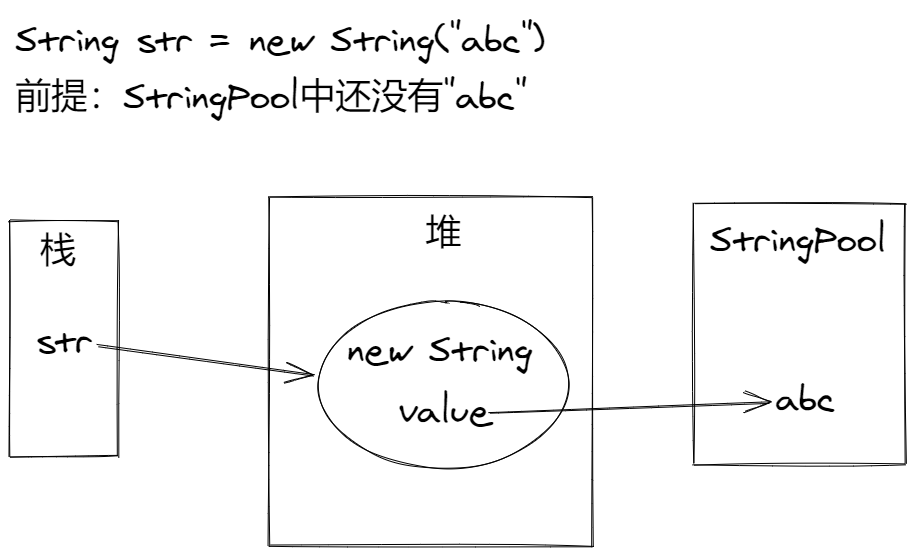 String str = new String("abc")
前提：StringPool中还没有"abc"
栈
堆
StringPool
str
new String
value
abc